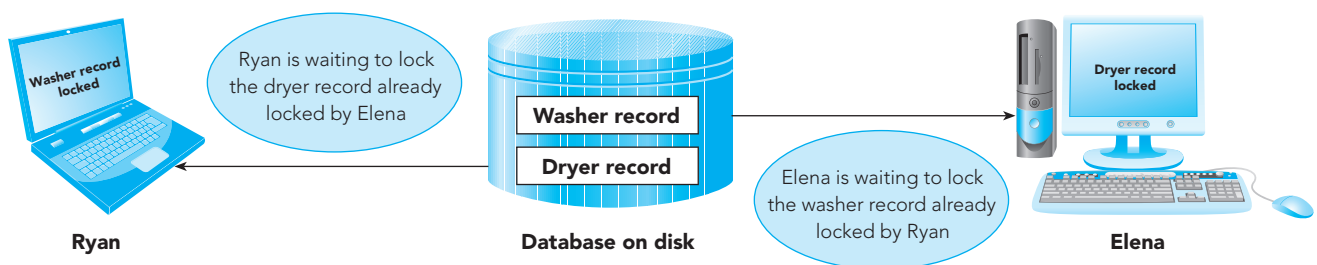 Washer record
locked
Ryan is waiting to lock
the dryer record already
locked by Elena
Washer record
Dryer record
Dryer record
locked
Elena is waiting to lock
the washer record already
locked by Ryan
Ryan
Database on disk
Elena